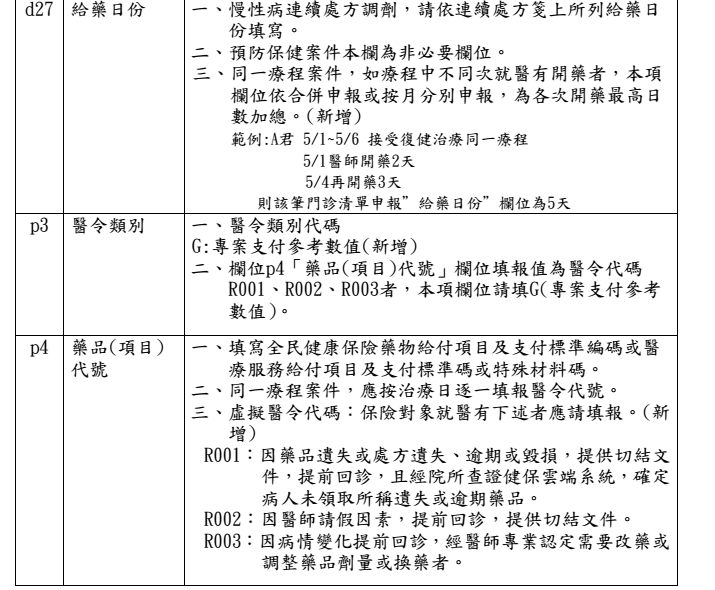 d27 給藥日份 一、慢性病連續處方調劑，請依連續處方箋上所列給藥日
份填寫。
二、預防保健案件本欄為非必要欄位。
三、同一療程案件，如療程中不同次就醫有開藥者，本項
欄位依合併申報或按月分別申報，為各次開藥最高日
數加總。(新增)
範例:A君 5/1~5/6 接受復健治療同一療程
5/1醫師開藥2天
5/4再開藥3天
則該筆門診清單申報”給藥日份”欄位為5天
p3 醫令類別 一、醫令類別代碼
G:專案支付參考數值(新增)
二、欄位p4「藥品(項目)代號」欄位填報值為醫令代碼
R001、R002、R003者，本項欄位請填G(專案支付參考
數值)。
p4 藥品(項目) 一、填寫全民健康保險藥物給付項目及支付標準編碼或醫
代號 療服務給付項目及支付標準碼或特殊材料碼。
二、同一療程案件，應按治療日逐一填報醫令代號。
三、虛擬醫令代碼：保險對象就醫有下述者應請填報。(新
增)
R001：因藥品遺失或處方遺失、逾期或毀損，提供切結文
件，提前回診，且經院所查證健保雲端系統，確定
病人未領取所稱遺失或逾期藥品。
R002：因醫師請假因素，提前回診，提供切結文件。
R003：因病情變化提前回診，經醫師專業認定需要改藥或
調整藥品劑量或換藥者。